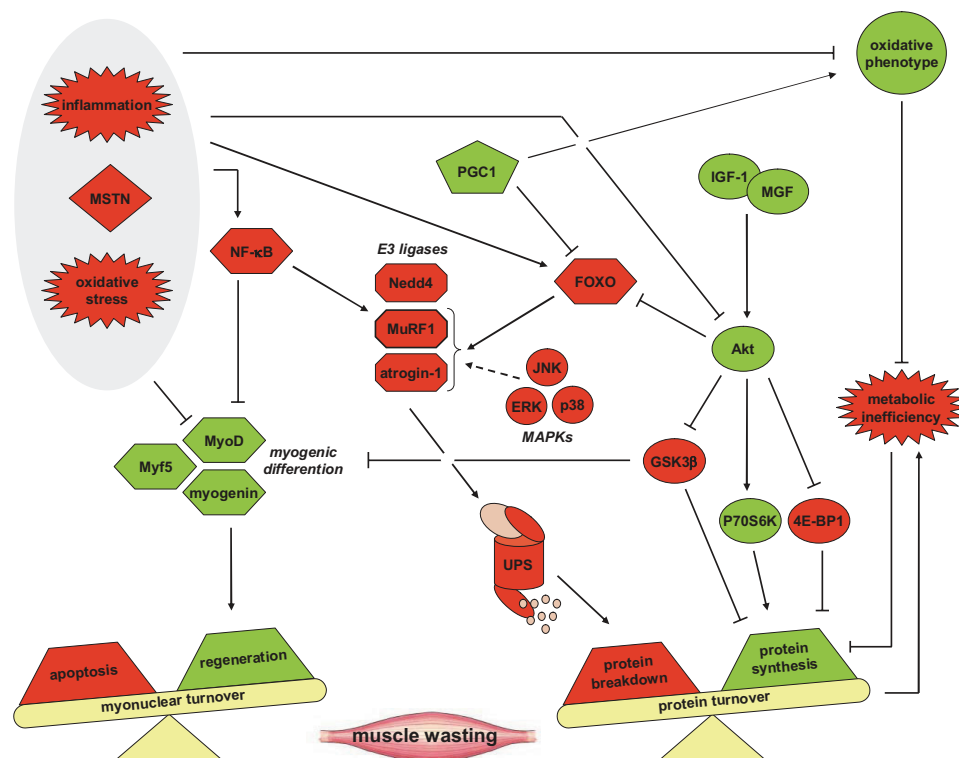 oxidative
phenotype
inflammation
PGC1
IGF-1
MGF
MSTN
NF-κB
E3 ligases
Nedd4
FOXO
oxidative
stress
MuRF1
Akt
atrogin-1
JNK
ERK
p38
MAPKs
metabolic
inefficiency
MyoD
Myf5
myogenin
myogenic
differention
GSK3β
P70S6K
4E-BP1
UPS
apoptosis
regeneration
myonuclear turnover
protein
breakdown
protein
synthesis
protein turnover
muscle wasting